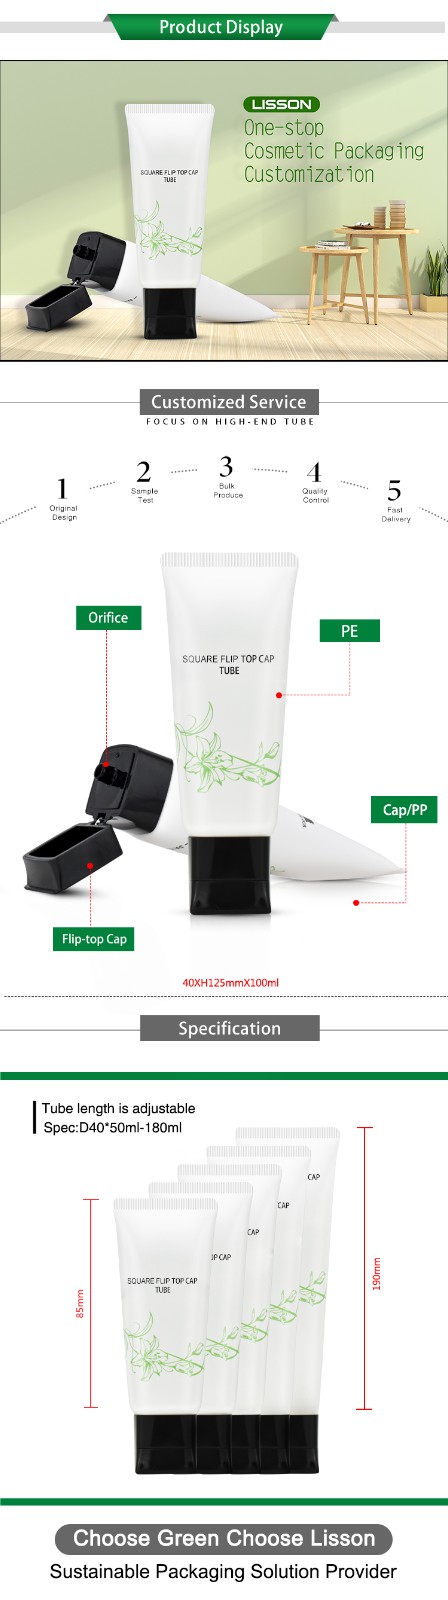 Product Display
LISSON
One-stop
Cosmetic Packaging
Customization
SQUARE FLIP TOP CAP
TUBE
Customized Service
FOCUS ON HIGH-END TUBE
1
Original
Design
2
Sample
Test
3
Bulk
Produce
4
Quality
Control
5
Fast
Delivery
Orifice
PE
SQUARE FLIP TOP CAP
TUBE
Cap/PP
Flip-top Cap
40XH125mmX100ml
Specification
Tube length is adjustable
Spec:D40*50ml-180ml
CAP
CAP
CAP
OP CAP
SQUARE FLIP TOP CAP
TUBE
85mm
190mm
Choose Green Choose Lisson
Sustainable Packaging Solution Provider